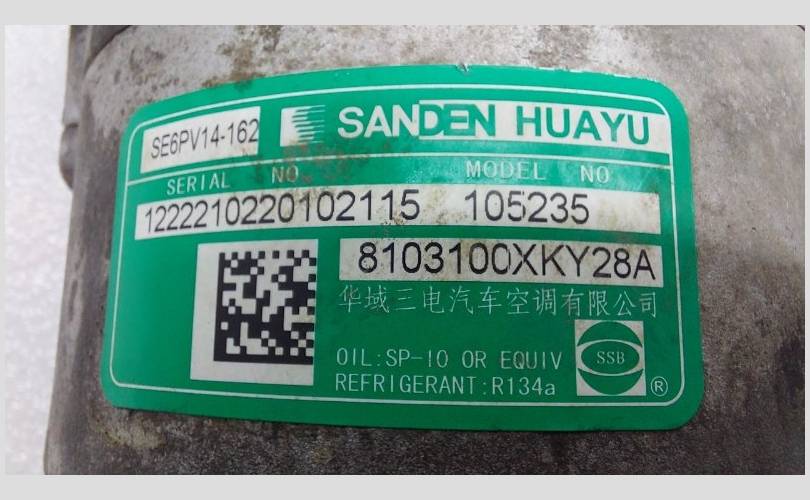 SE6PV14-162
SANDEN HUAYU
SERIAL NO
MODEL NO
1222210220102115 105235
8103100XKY28A
华域三电汽车空调有限公司
OIL:SP-10 OR EQUIV
REFRIGERANT:R134a
SSB
®